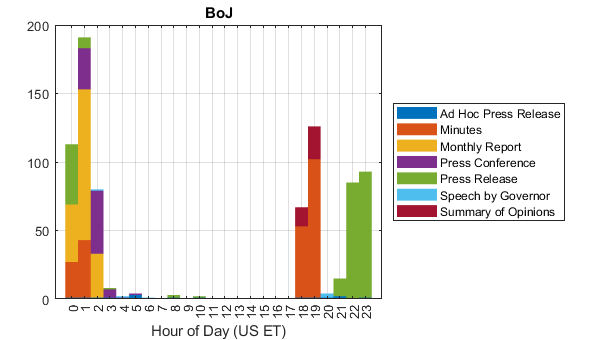 BoJ
200
150
100
50
0
0 1 2 3 4 5 6 7 8 9 10 11 12 13 14 15 16 17 18 19 20 21 22 23
Hour of Day (US ET)
Ad Hoc Press Release
Minutes
Monthly Report
Press Conference
Press Release
Speech by Governor
Summary of Opinions